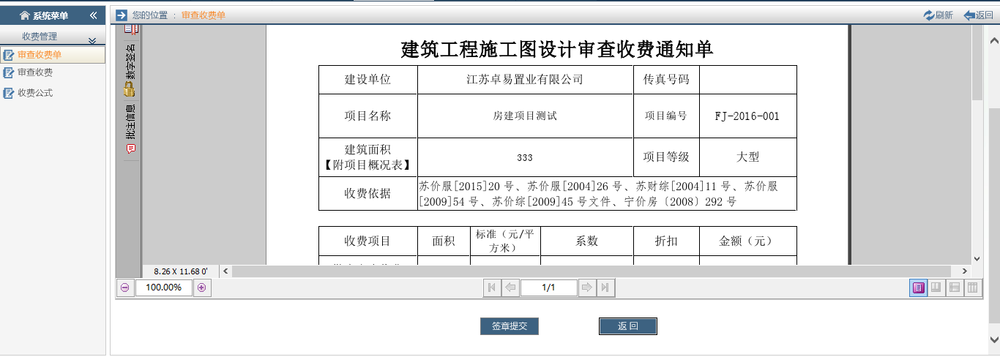 系统菜单
您的位置 : 审查收费单
刷新 返回
收费管理
审查收费单
审查收费
收费公式
数字签名
批注信息
建筑工程施工图设计审查收费通知单
建设单位 江苏卓易置业有限公司 传真号码
项目名称 房建项目测试 项目编号 FJ-2016-001
建筑面积
【附项目概况表】 333 项目等级 大型
收费依据 苏价服[2015]20 号、苏价服[2004]26 号、苏财综[2004]11 号、苏价服
[2009]54 号、苏价综[2009]45 号文件、宁价房〔2008〕292 号
收费项目 面积 标准（元/平
方米） 系数 折扣 金额（元）
8.26 X 11.68 0'
100.00% 1/1
签章提交 返 回